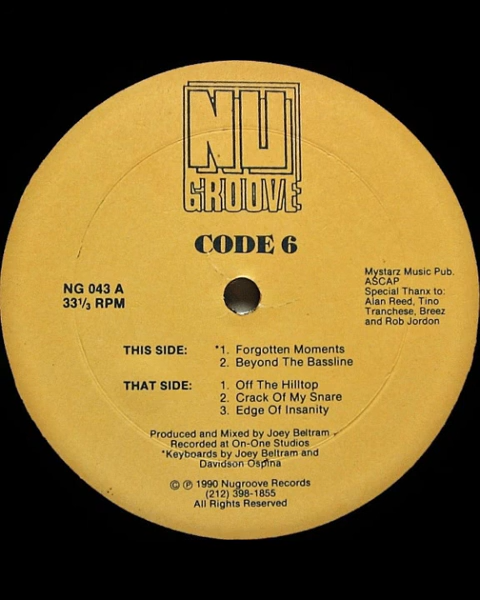 NU
GROOVE
CODE 6
NG 043 A
33⅓ RPM
Mystarz Music Pub.
ASCAP
Special Thanx to:
Alan Reed, Tino
Tranchese, Breez
and Rob Jordon
THIS SIDE: *1. Forgotten Moments
2. Beyond The Bassline
THAT SIDE: 1. Off The Hilltop
2. Crack Of My Snare
3. Edge Of Insanity
Produced and Mixed by Joey Beltram
Recorded at On-One Studios
*Keyboards by Joey Beltram and
Davidson Ospina
© ℗ 1990 Nugroove Records
(212) 398-1855
All Rights Reserved